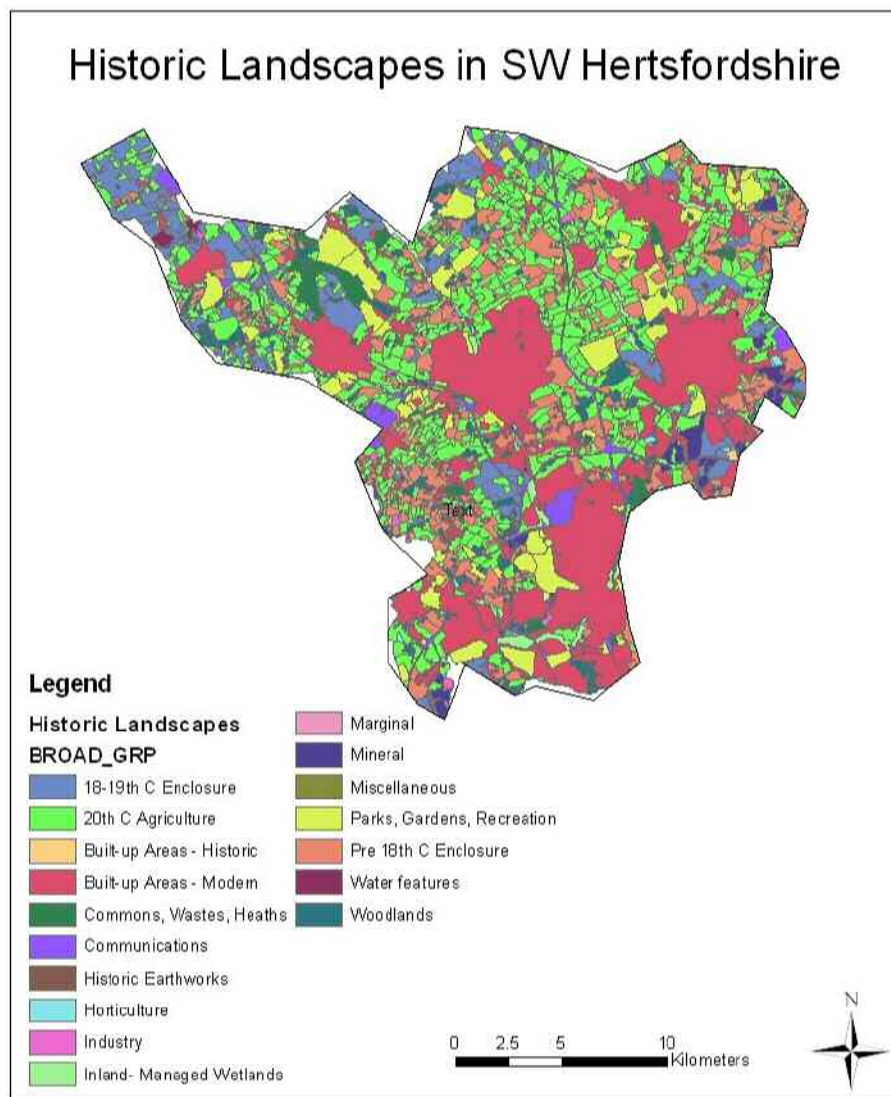 Historic Landscapes in SW Hertsfordshire
Text
Legend
Historic Landscapes
BROAD_GRP
18-19th C Enclosure
20th C Agriculture
Built-up Areas - Historic
Built-up Areas - Modern
Commons, Wastes, Heaths
Communications
Historic Earthworks
Horticulture
Industry
Inland- Managed Wetlands
Marginal
Mineral
Miscellaneous
Parks, Gardens, Recreation
Pre 18th C Enclosure
Water features
Woodlands
0 2.5 5 10
Kilometers
N